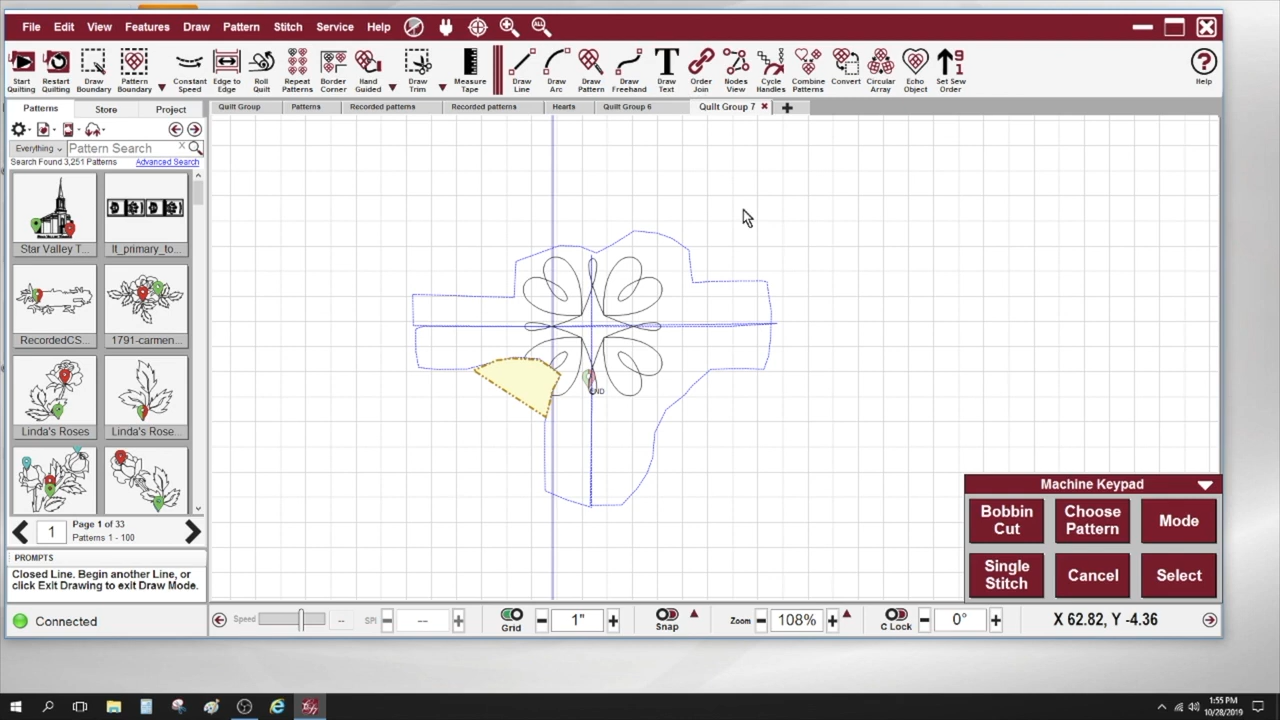 File Edit View Features Draw Pattern Stitch Service Help
ALL
Start Quilting
Restart Quilting
Draw Boundary
Pattern Boundary
Constant Speed
Edge to Edge
Roll Quilt
Repeat Patterns
Border Corner
Hand Guided
Draw Trim
Measure Tape
Draw Line
Draw Arc
Draw Pattern
Draw Freehand
T
Draw Text
Order Join
Nodes View
Cycle Handles
Combine Patterns
Convert
Circular Array
Echo Object
9
1
Set Sew Order
?
Help
Patterns Store Project
Quilt Group Patterns Recorded patterns Recorded patterns Hearts Quilt Group 6 Quilt Group 7
Everything Pattern Search X
Search Found 3,251 Patterns Advanced Search
Star Valley T... lt_primary_to...
RecordedCS... 1791-carmen...
Linda's Roses Linda's Rose...
END
1 Page 1 of 33
Patterns 1 - 100
PROMPTS
Closed Line. Begin another Line, or
click Exit Drawing to exit Draw Mode.
Machine Keypad
Bobbin Cut
Choose Pattern
Mode
Single Stitch
Cancel
Select
Connected
Speed -- SPI -- Grid 1" Snap Zoom 108% C Lock 0° X 62.82, Y -4.36
1:55 PM
10/28/2019